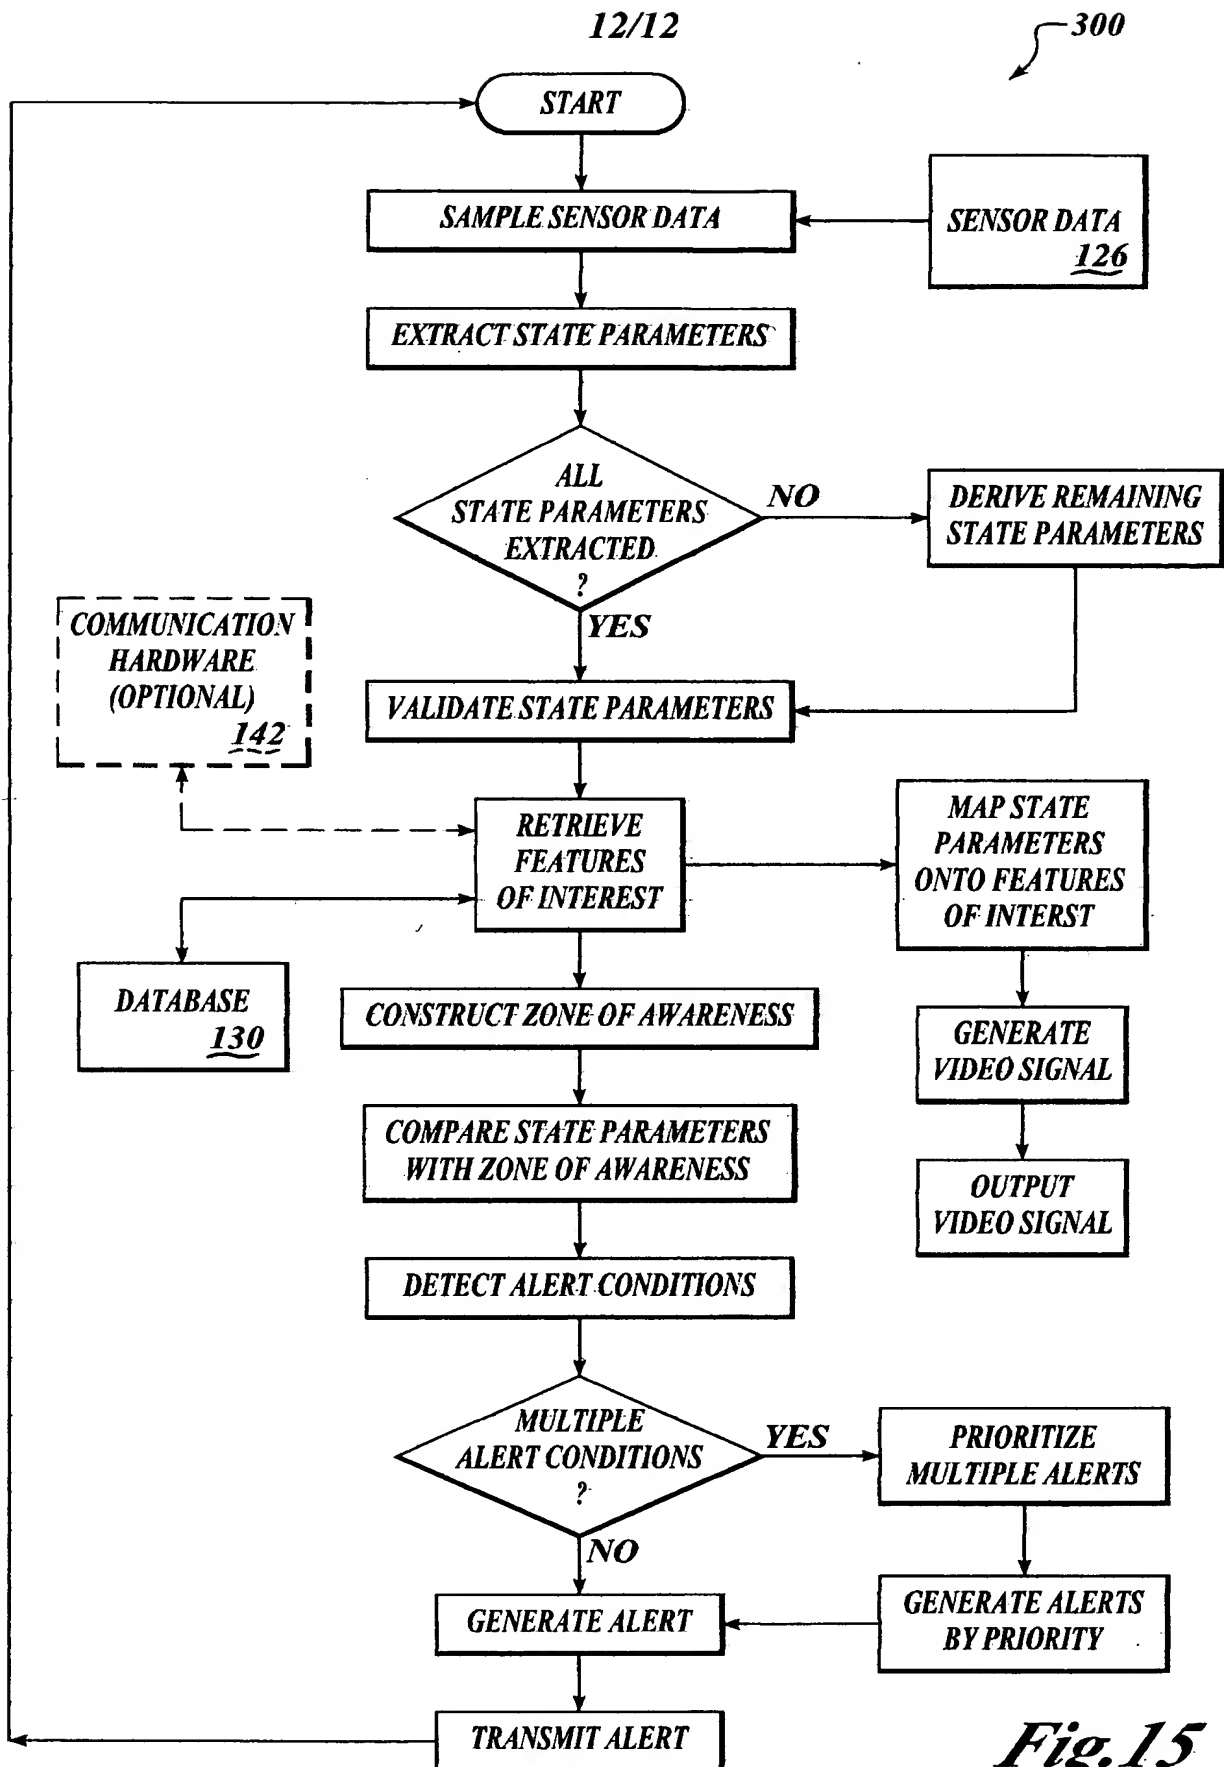 12/12
300
START
SAMPLE SENSOR DATA
SENSOR DATA
126
EXTRACT STATE PARAMETERS
ALL
STATE PARAMETERS
EXTRACTED
?
NO
DERIVE REMAINING
STATE PARAMETERS
YES
COMMUNICATION
HARDWARE
(OPTIONAL)
142
VALIDATE STATE PARAMETERS
RETRIEVE
FEATURES
OF INTEREST
MAP STATE
PARAMETERS
ONTO FEATURES
OF INTERST
DATABASE
130
CONSTRUCT ZONE OF AWARENESS
GENERATE
VIDEO SIGNAL
COMPARE STATE PARAMETERS
WITH ZONE OF AWARENESS
OUTPUT
VIDEO SIGNAL
DETECT ALERT CONDITIONS
MULTIPLE
ALERT CONDITIONS
?
YES
PRIORITIZE
MULTIPLE ALERTS
NO
GENERATE ALERT
GENERATE ALERTS
BY PRIORITY
TRANSMIT ALERT
Fig.15